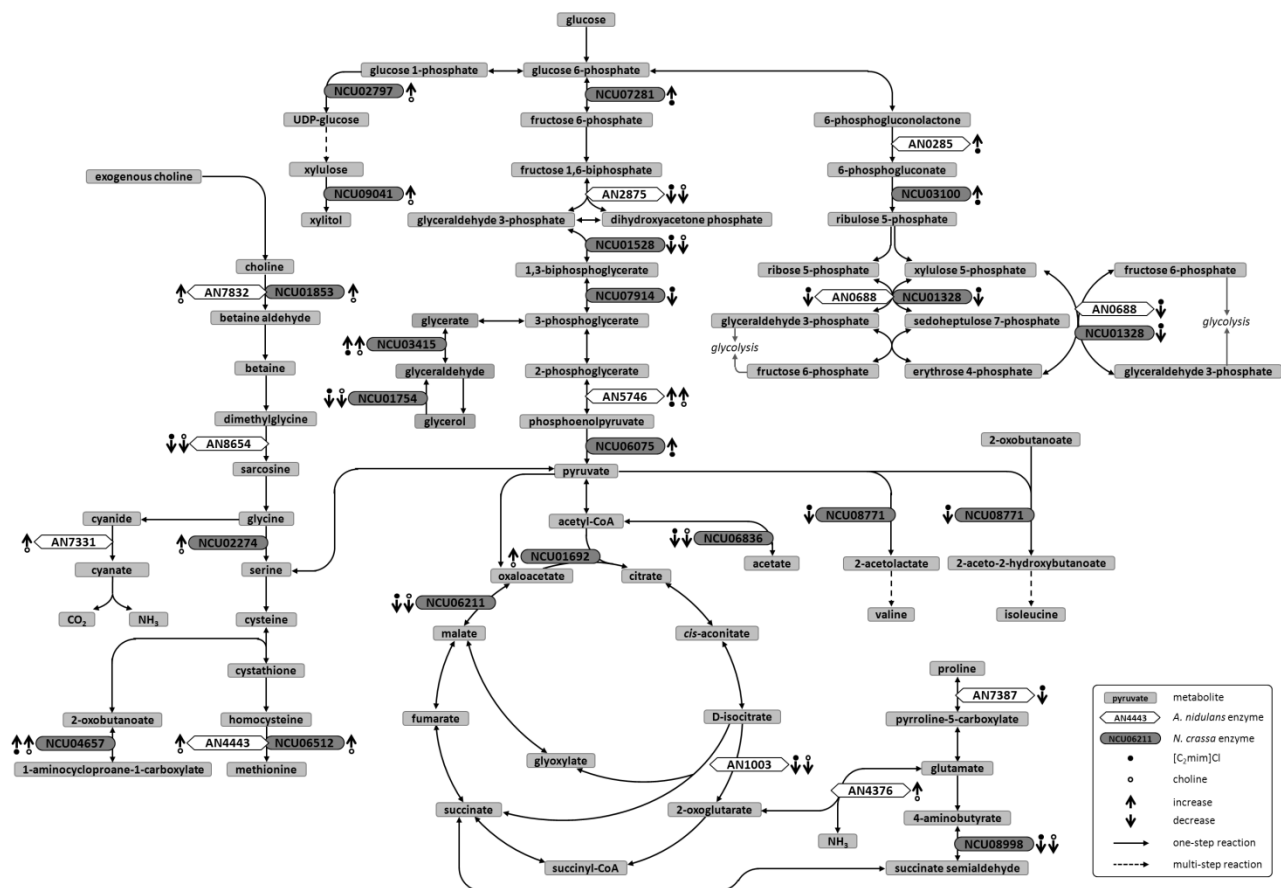 glucose
glucose 1-phosphate
glucose 6-phosphate
NCU02797
NCU07281
UDP-glucose
fructose 6-phosphate
6-phosphogluconolactone
AN0285
exogenous choline
xylulose
fructose 1,6-biphosphate
6-phosphogluconate
NCU09041
AN2875
NCU03100
xylitol
glyceraldehyde 3-phosphate
dihydroxyacetone phosphate
ribulose 5-phosphate
NCU01528
choline
1,3-biphosphoglycerate
ribose 5-phosphate
xylulose 5-phosphate
fructose 6-phosphate
AN7832
NCU01853
NCU07914
AN0688
NCU01328
AN0688
betaine aldehyde
glycerate
3-phosphoglycerate
glyceraldehyde 3-phosphate
sedoheptulose 7-phosphate
glycolysis
NCU03415
NCU01328
glycolysis
betaine
glyceraldehyde
2-phosphoglycerate
fructose 6-phosphate
erythrose 4-phosphate
glyceraldehyde 3-phosphate
NCU01754
AN5746
dimethylglycine
glycerol
phosphoenolpyruvate
AN8654
NCU06075
2-oxobutanoate
sarcosine
pyruvate
cyanide
glycine
acetyl-CoA
NCU08771
NCU08771
AN7331
NCU02274
NCU06836
NCU01692
cyanate
serine
oxaloacetate
citrate
acetate
2-acetolactate
2-aceto-2-hydroxybutanoate
NCU06211
CO2
NH3
cysteine
valine
isoleucine
malate
cis-aconitate
cystathione
proline
AN7387
pyruvate
metabolite
2-oxobutanoate
homocysteine
fumarate
D-isocitrate
pyrroline-5-carboxylate
AN4443
A. nidulans enzyme
NCU04657
AN4443
NCU06512
NCU06211
N. crassa enzyme
1-aminocycloproane-1-carboxylate
methionine
glyoxylate
AN1003
glutamate
[C2mim]Cl
AN4376
choline
succinate
2-oxoglutarate
4-aminobutyrate
increase
NH3
NCU08998
decrease
succinyl-CoA
succinate semialdehyde
one-step reaction
multi-step reaction